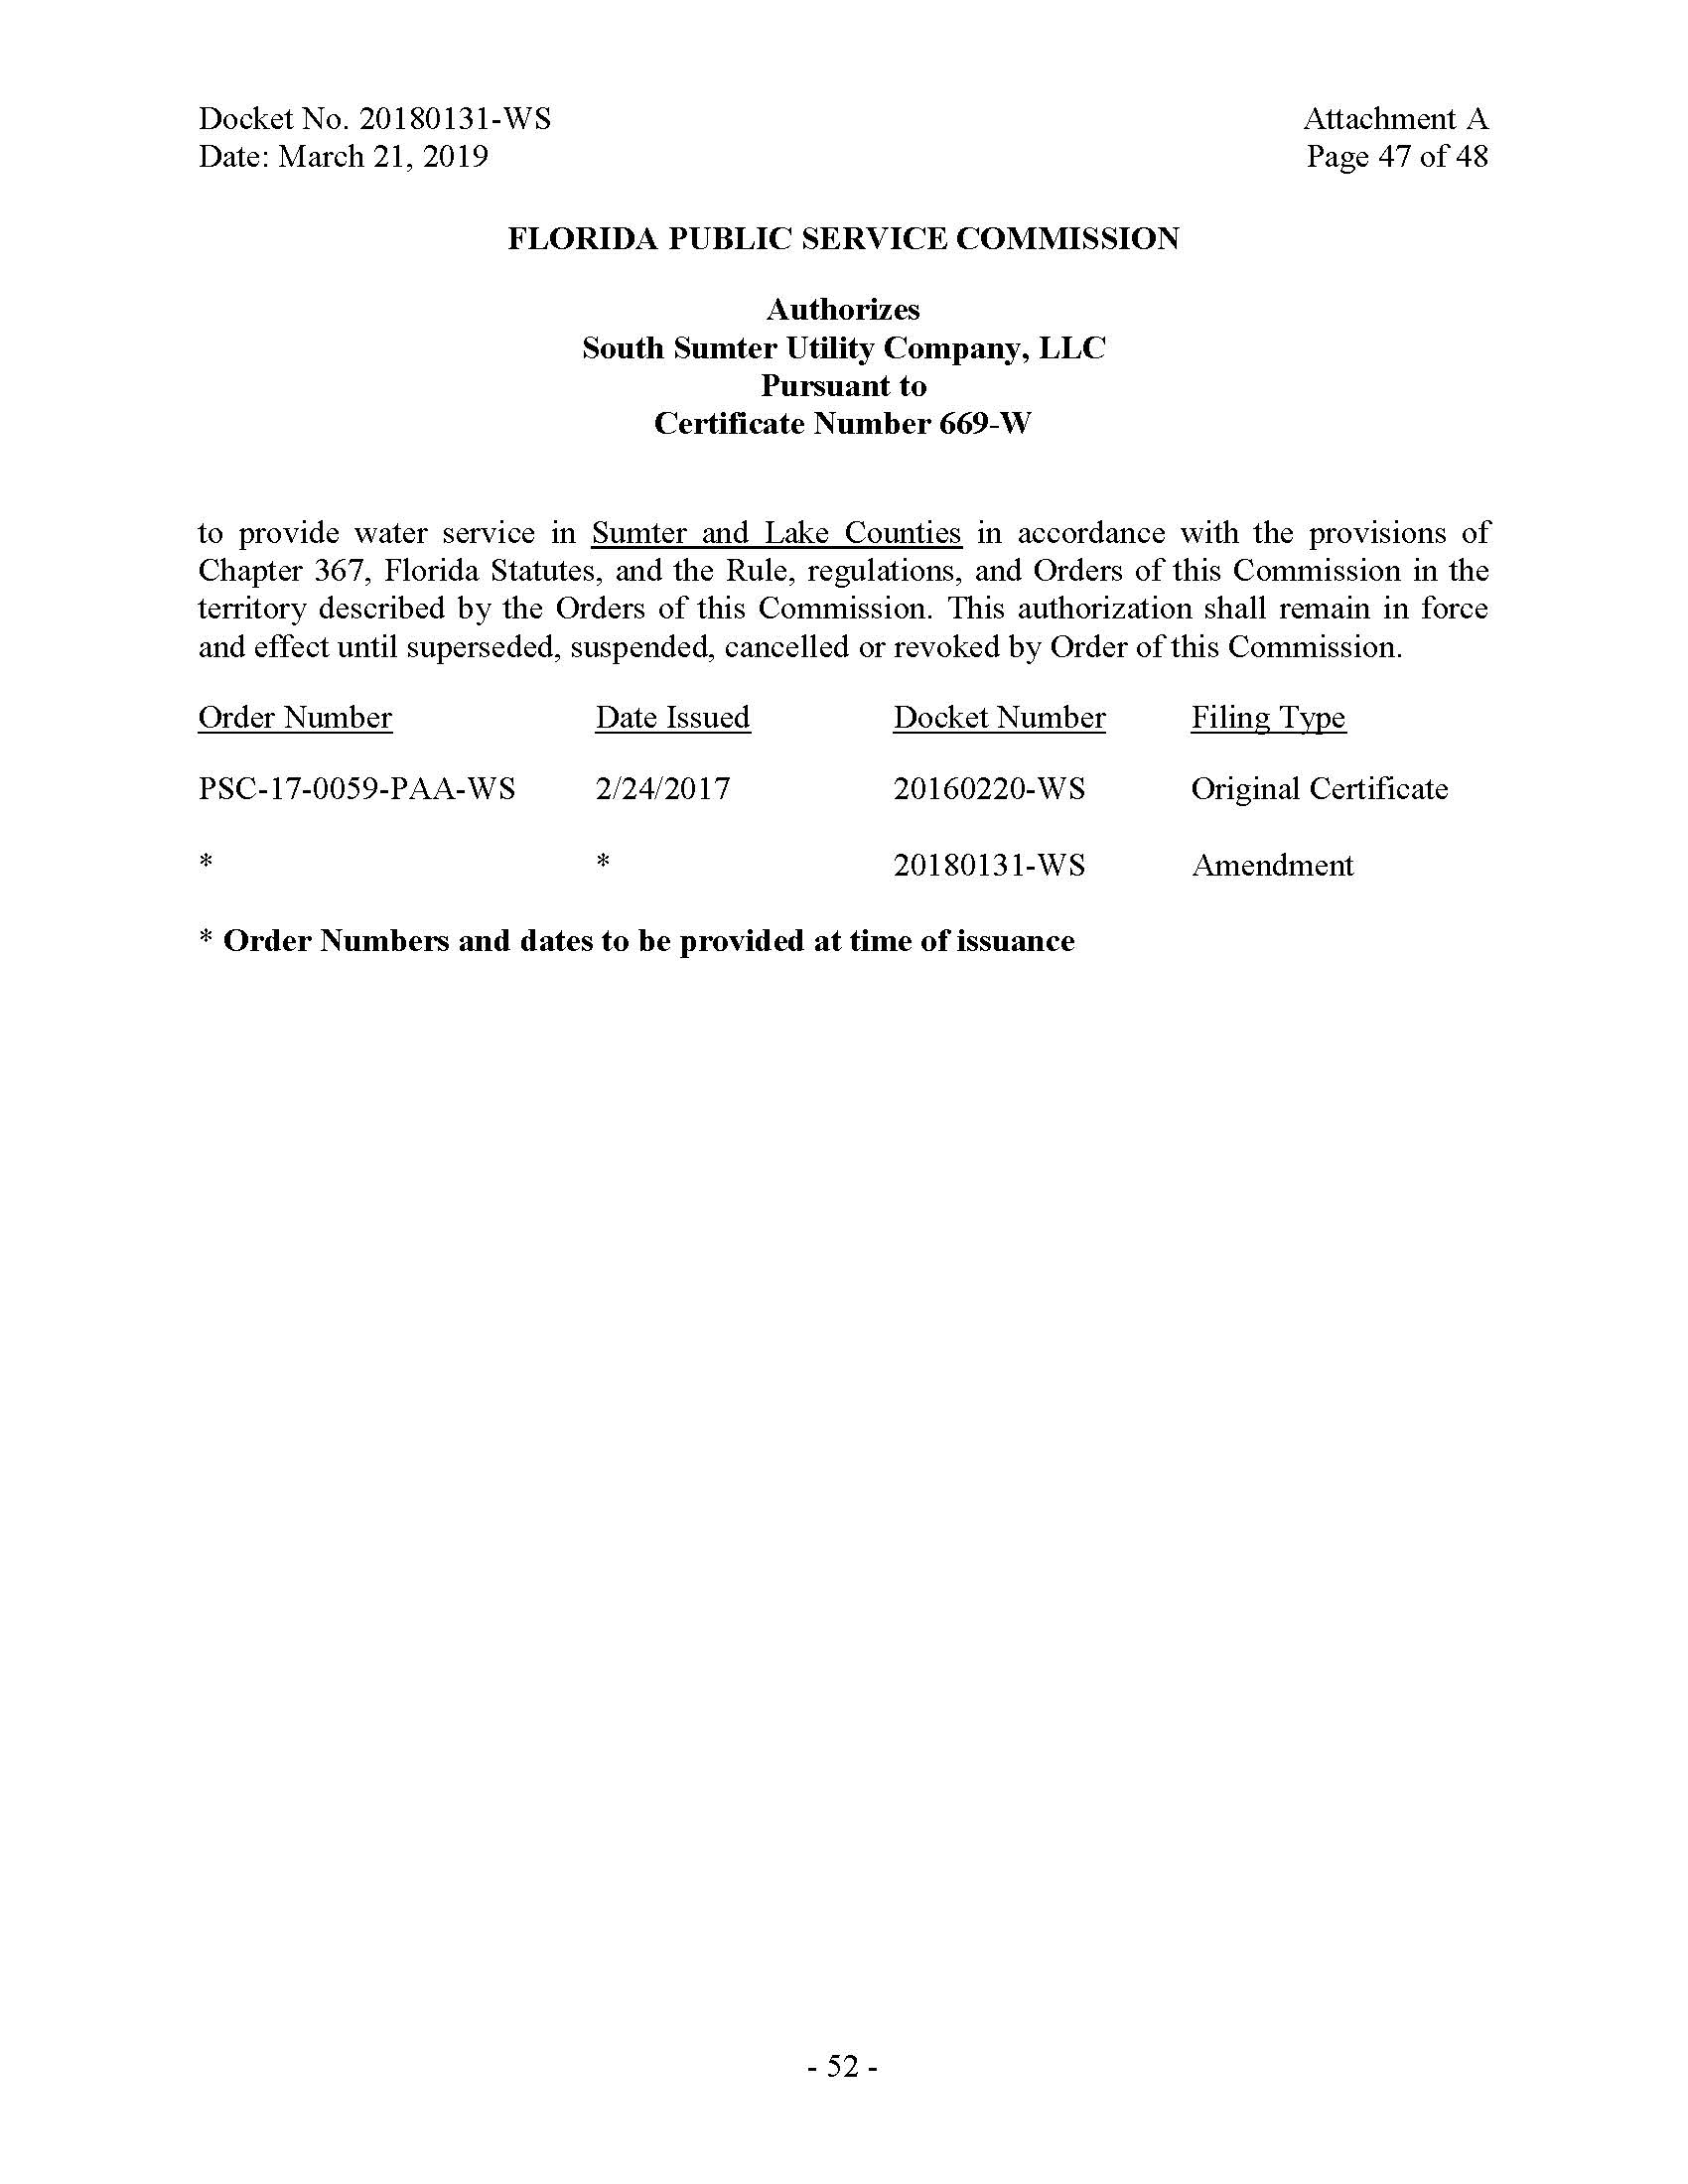 Docket No. 20180131-WS Attachment A
Date: March 21, 2019 Page 47 of 48
FLORIDA PUBLIC SERVICE COMMISSION
Authorizes
South Sumter Utility Company, LLC
Pursuant to
Certificate Number 669-W
to provide water service in Sumter and Lake Counties in accordance with the provisions of
Chapter 367, Florida Statutes, and the Rule, regulations, and Orders of this Commission in the
territory described by the Orders of this Commission. This authorization shall remain in force
and effect until superseded, suspended, cancelled or revoked by Order of this Commission.
Order Number Date Issued Docket Number Filing Type
PSC-17-0059-PAA-WS 2/24/2017 20160220-WS Original Certificate
* * 20180131-WS Amendment
* Order Numbers and dates to be provided at time of issuance
- 52 -